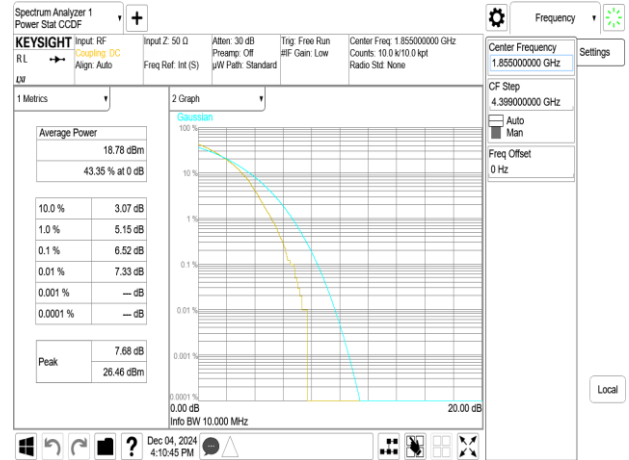 Spectrum Analyzer 1
Power Stat CCDF
Frequency
KEYSIGHT
RL
Input: RF
Coupling: DC
Align: Auto
Input Z: 50 Ω
Freq Ref: Int (S)
Atten: 30 dB
Preamp: Off
µW Path: Standard
Trig: Free Run
#IF Gain: Low
Center Freq: 1.855000000 GHz
Counts: 10.0 k/10.0 kpt
Radio Std: None
Center Frequency
1.855000000 GHz
Settings
CF Step
4.399000000 GHz
Auto
Man
Freq Offset
0 Hz
1 Metrics
Average Power
18.78 dBm
43.35 % at 0 dB
10.0 % 3.07 dB
1.0 % 5.15 dB
0.1 % 6.52 dB
0.01 % 7.33 dB
0.001 % --- dB
0.0001 % --- dB
Peak 7.68 dB
26.46 dBm
2 Graph
Gaussian
100 %
10 %
1 %
0.1 %
0.01 %
0.001 %
0.0001 %
0.00 dB 20.00 dB
Info BW 10.000 MHz
Local
Dec 04, 2024
4:10:45 PM